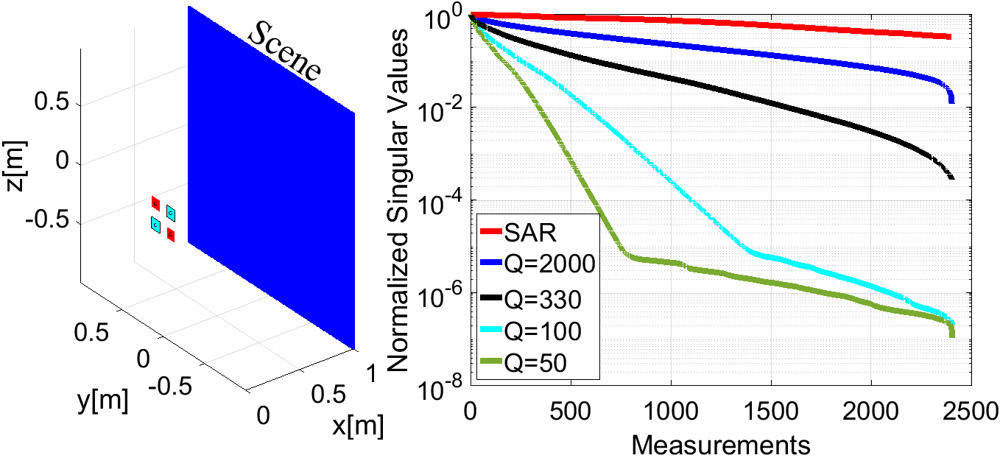 Scene
0.5
0
-0.5
z[m]
0.5
0
-0.5
y[m]
0
0.5
1
x[m]
10^0
10^-2
10^-4
10^-6
10^-8
Normalized Singular Values
SAR
Q=2000
Q=330
Q=100
Q=50
0 500 1000 1500 2000 2500
Measurements